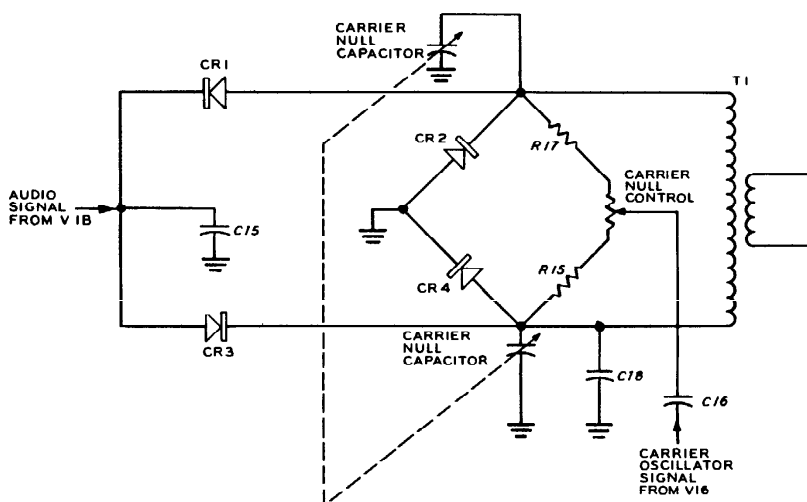 CARRIER
NULL
CAPACITOR
CR1
T1
CR2
R17
CARRIER
NULL
CONTROL
AUDIO
SIGNAL
FROM V1B
C15
R15
CR4
CR3
CARRIER
NULL
CAPACITOR
C18
C16
CARRIER
OSCILLATOR
SIGNAL
FROM V16